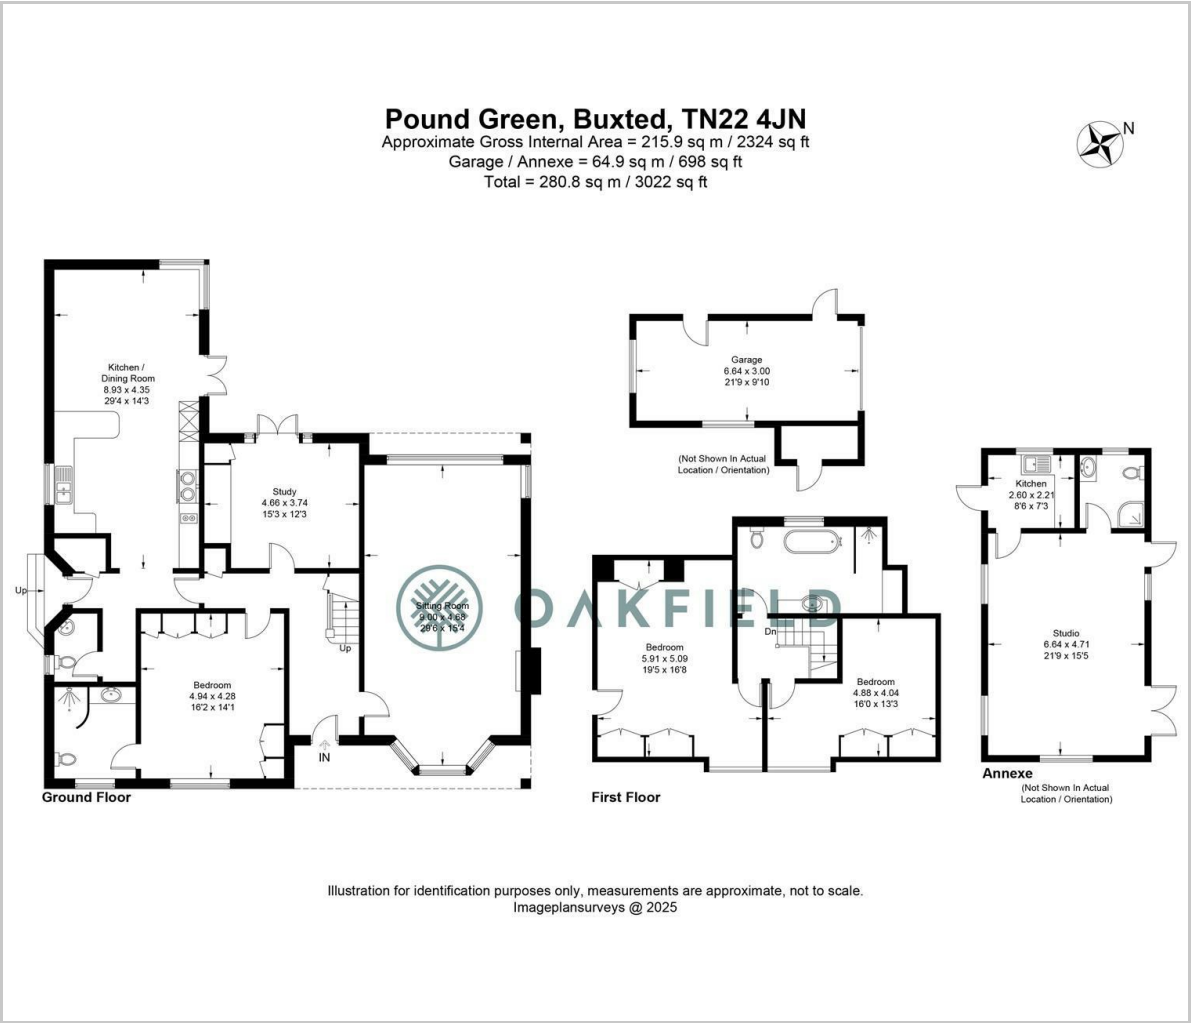 Pound Green, Buxted, TN22 4JN
Approximate Gross Internal Area = 215.9 sq m / 2324 sq ft
Garage / Annexe = 64.9 sq m / 698 sq ft
Total = 280.8 sq m / 3022 sq ft
N
Kitchen /
Dining Room
8.93 x 4.35
29'4 x 14'3
Study
4.66 x 3.74
15'3 x 12'3
Up
Sitting Room
9.00 x 4.68
29'6 x 15'4
Up
Bedroom
4.94 x 4.28
16'2 x 14'1
IN
Ground Floor
OAKFIELD
Garage
6.64 x 3.00
21'9 x 9'10
(Not Shown In Actual
Location / Orientation)
Bedroom
5.91 x 5.09
19'5 x 16'8
Dn
Bedroom
4.88 x 4.04
16'0 x 13'3
First Floor
Kitchen
2.60 x 2.21
8'6 x 7'3
Studio
6.64 x 4.71
21'9 x 15'5
Annexe
(Not Shown In Actual
Location / Orientation)
Illustration for identification purposes only, measurements are approximate, not to scale.
Imageplansurveys @ 2025